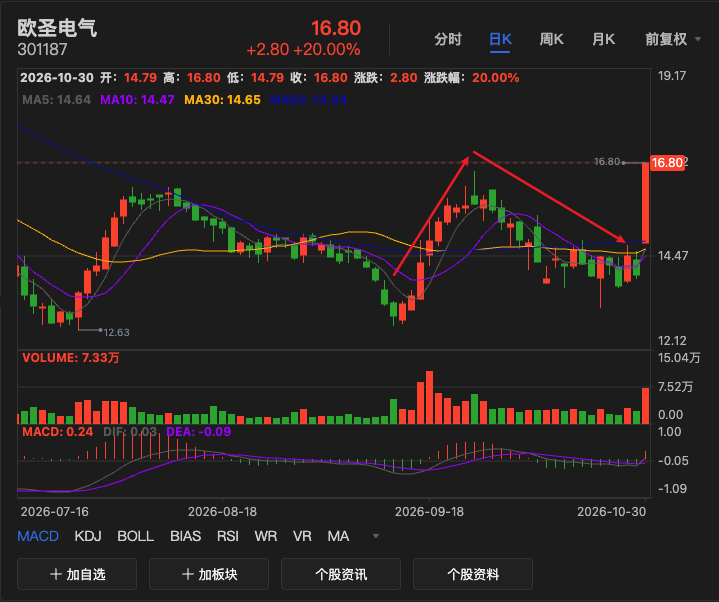 欧圣电气 16.80
301187 +2.80 +20.00% 分时 日K 周K 月K 前复权
2026-10-30 开: 14.79 高: 16.80 低: 14.79 收: 16.80 涨跌: 2.80 涨跌幅: 20.00% 19.17
MA5: 14.64 MA10: 14.47 MA30: 14.65
16.80 16.80
14.47
12.63 12.12
VOLUME: 7.33万 15.04万
7.52万
0.00
MACD: 0.24 DIF: 0.03 DEA: -0.09 1.00
-0.05
-1.09
2026-07-16 2026-08-18 2026-09-18 2026-10-30
MACD KDJ BOLL BIAS RSI WR VR MA
+ 加自选 + 加板块 个股资讯 个股资料